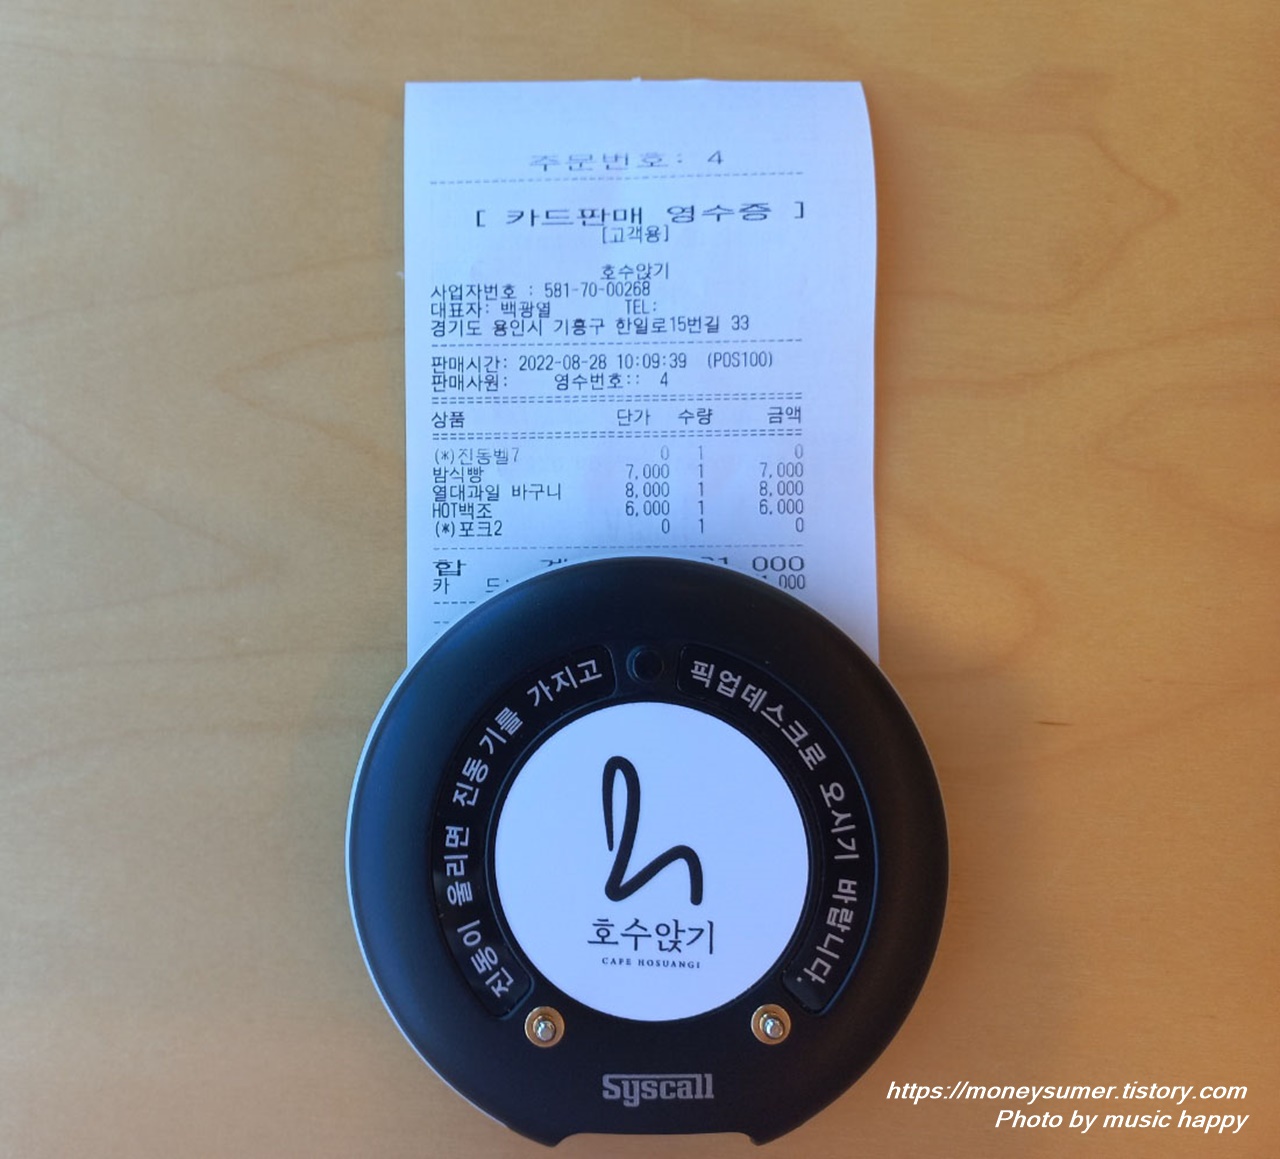 주문번호: 4
[ 카드판매 영수증 ]
[고객용]
호수앉기
사업자번호 : 581-70-00268
대표자: 백광열 TEL:
경기도 용인시 기흥구 한일로15번길 33
판매시간: 2022-08-28 10:09:39 (POS100)
판매사원: 영수번호:: 4
상품 단가 수량 금액
(*)진동벨7 0 1 0
밤식빵 7,000 1 7,000
열대과일 바구니 8,000 1 8,000
HOT백조 6,000 1 6,000
(*)포크2 0 1 0
합 계 21,000
카 드: 000
진동이 울리면 진동기를 가지고
픽업데스크로 오시기 바랍니다.
호수앉기
CAFE HOSUANGI
Syscall
https://moneysumer.tistory.com
Photo by music happy